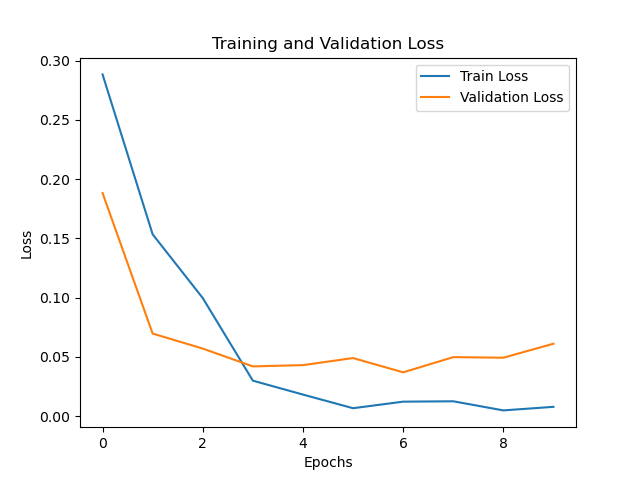 Training and Validation Loss
0.30
0.25
0.20
0.15
0.10
0.05
0.00
Loss
Train Loss
Validation Loss
0 2 4 6 8
Epochs